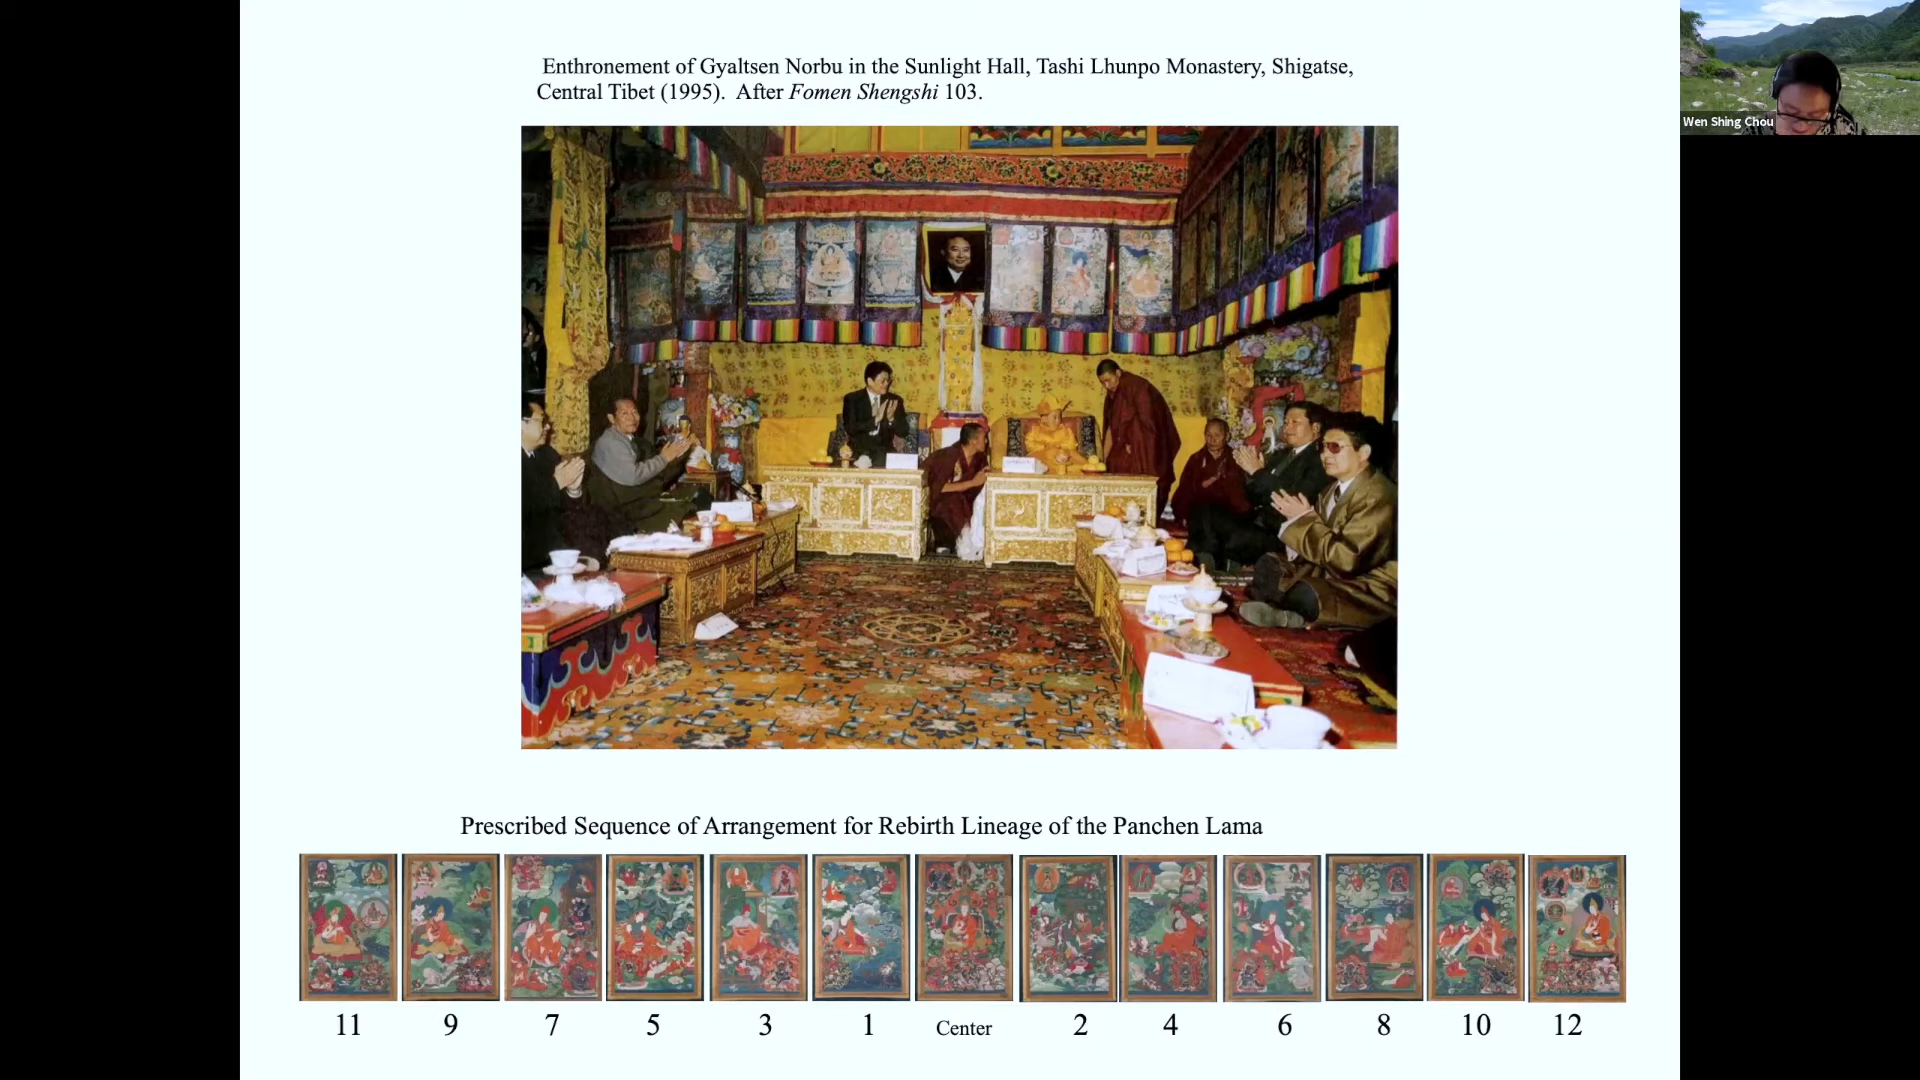 Enthronement of Gyaltsen Norbu in the Sunlight Hall, Tashi Lhunpo Monastery, Shigatse,
Central Tibet (1995). After Fomen Shengshi 103.
Wen Shing Chou
Prescribed Sequence of Arrangement for Rebirth Lineage of the Panchen Lama
11 9 7 5 3 1 Center 2 4 6 8 10 12